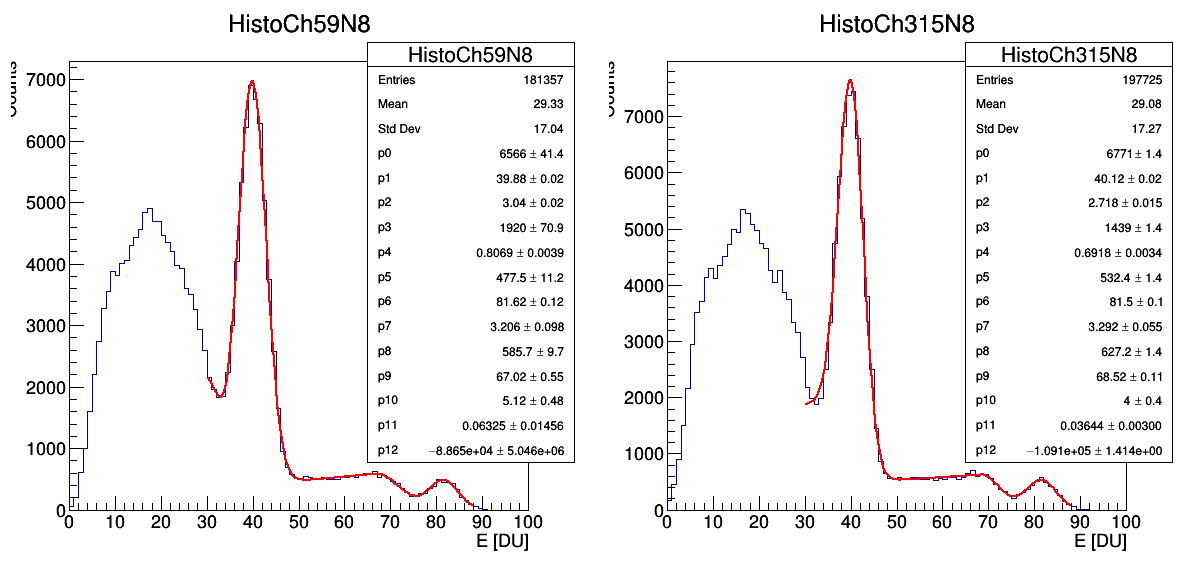 HistoCh59N8
HistoCh59N8
Entries 181357
Mean 29.33
Std Dev 17.04
p0 6566 ± 41.4
p1 39.88 ± 0.02
p2 3.04 ± 0.02
p3 1920 ± 70.9
p4 0.8069 ± 0.0039
p5 477.5 ± 11.2
p6 81.62 ± 0.12
p7 3.206 ± 0.098
p8 585.7 ± 9.7
p9 67.02 ± 0.55
p10 5.12 ± 0.48
p11 0.06325 ± 0.01456
p12 −8.865e+04 ± 5.046e+06
7000
6000
5000
4000
3000
2000
1000
0
0 10 20 30 40 50 60 70 80 90 100
E [DU]
HistoCh315N8
HistoCh315N8
Entries 197725
Mean 29.08
Std Dev 17.27
p0 6771 ± 1.4
p1 40.12 ± 0.02
p2 2.718 ± 0.015
p3 1439 ± 1.4
p4 0.6918 ± 0.0034
p5 532.4 ± 1.4
p6 81.5 ± 0.1
p7 3.292 ± 0.055
p8 627.2 ± 1.4
p9 68.52 ± 0.11
p10 4 ± 0.4
p11 0.03644 ± 0.00300
p12 −1.091e+05 ± 1.414e+00
7000
6000
5000
4000
3000
2000
1000
0
0 10 20 30 40 50 60 70 80 90 100
E [DU]